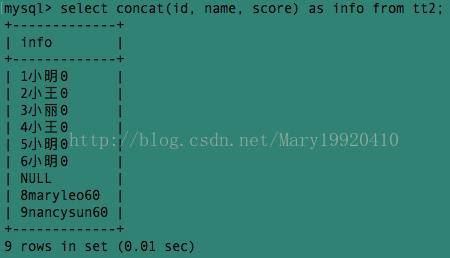 mysql> select concat(id, name, score) as info from tt2;
+-------------+
| info        |
+-------------+
| 1小明0      |
| 2小王0      |
| 3小丽0      |
| 4小王0      |
| 5小明0      |
| 6小明0      |
| NULL        |
| 8maryleo60  |
| 9nancysun60 |
+-------------+
9 rows in set (0.01 sec)
http://blog.csdn.net/Mary19920410